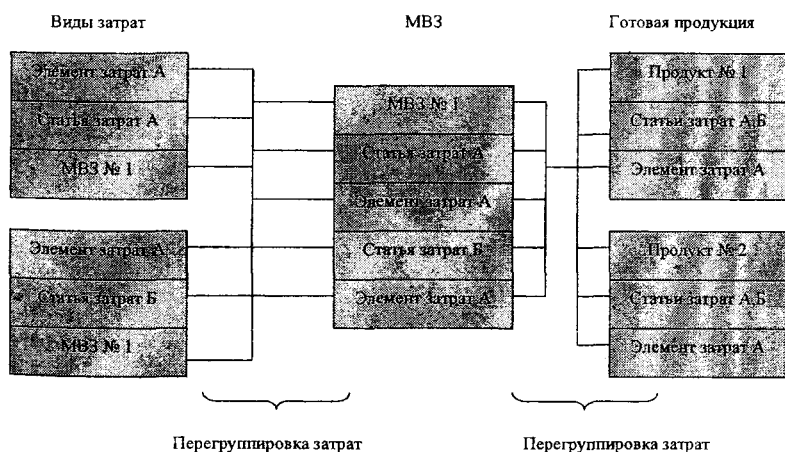 Виды затрат
МВЗ
Готовая продукция
Элемент затрат А
Статья затрат А
МВЗ № 1
Элемент затрат А
Статья затрат Б
МВЗ № 1
МВЗ № 1
Статья затрат А
Элемент затрат А
Статья затрат Б
Элемент затрат А
Продукт № 1
Статьи затрат А,Б
Элемент затрат А
Продукт № 2
Статьи затрат А,Б
Элемент затрат А
Перегруппировка затрат
Перегруппировка затрат